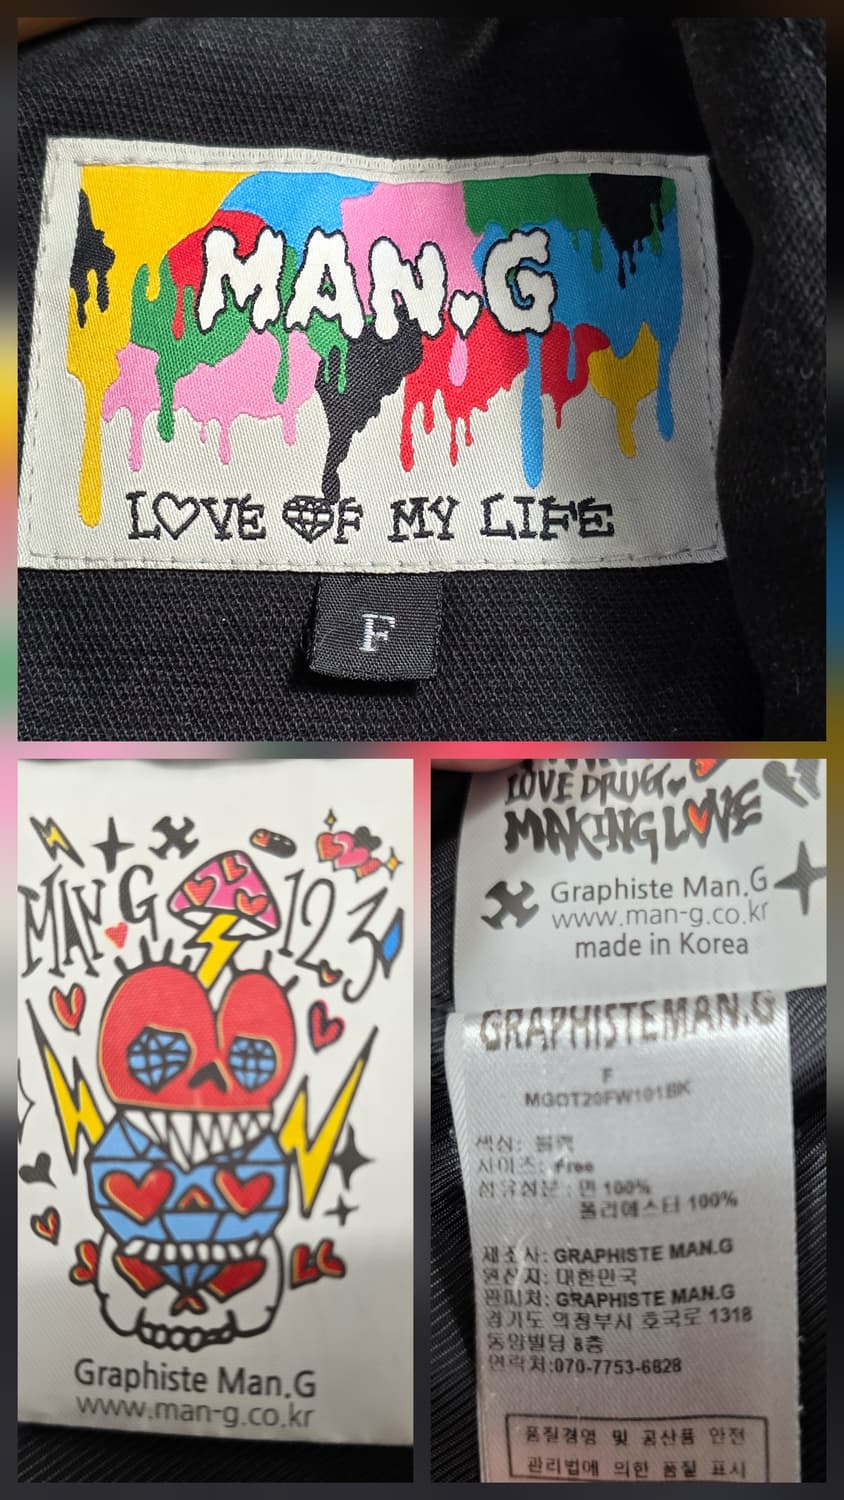 MAN.G
LOVE OF MY LIFE
F
MAN.G 123
Graphiste Man.G
www.man-g.co.kr
LOVE DRUG
MAKING LOVE
Graphiste Man.G
www.man-g.co.kr
made in Korea
GRAPHISTEMAN.G
F
MGOT20FW101BK
색상: 블랙
사이즈: Free
섬유성분 : 면 100%
폴리에스터 100%
제조사: GRAPHISTE MAN.G
원산지: 대한민국
판매처: GRAPHISTE MAN.G
경기도 의정부시 호국로 1318
동양빌딩 8층
연락처:070-7753-6828
품질경영 및 공산품 안전
관리법에 의한 품질 표시